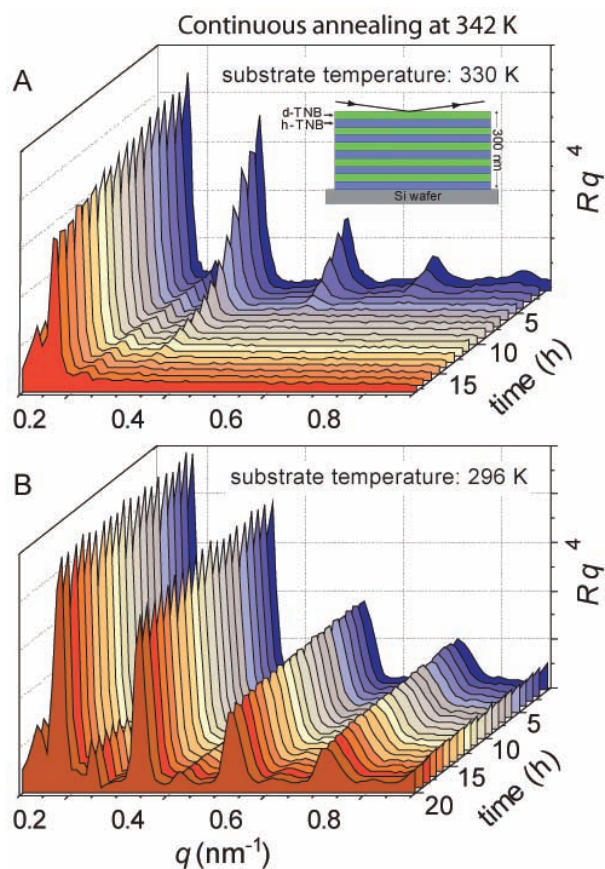 Continuous annealing at 342 K
A
substrate temperature: 330 K
d-TNB
h-TNB
300 nm
Si wafer
Rq 4
5
10
15
time (h)
0.2 0.4 0.6 0.8
B
substrate temperature: 296 K
Rq 4
5
10
15
20
time (h)
0.2 0.4 0.6 0.8
q (nm-1)